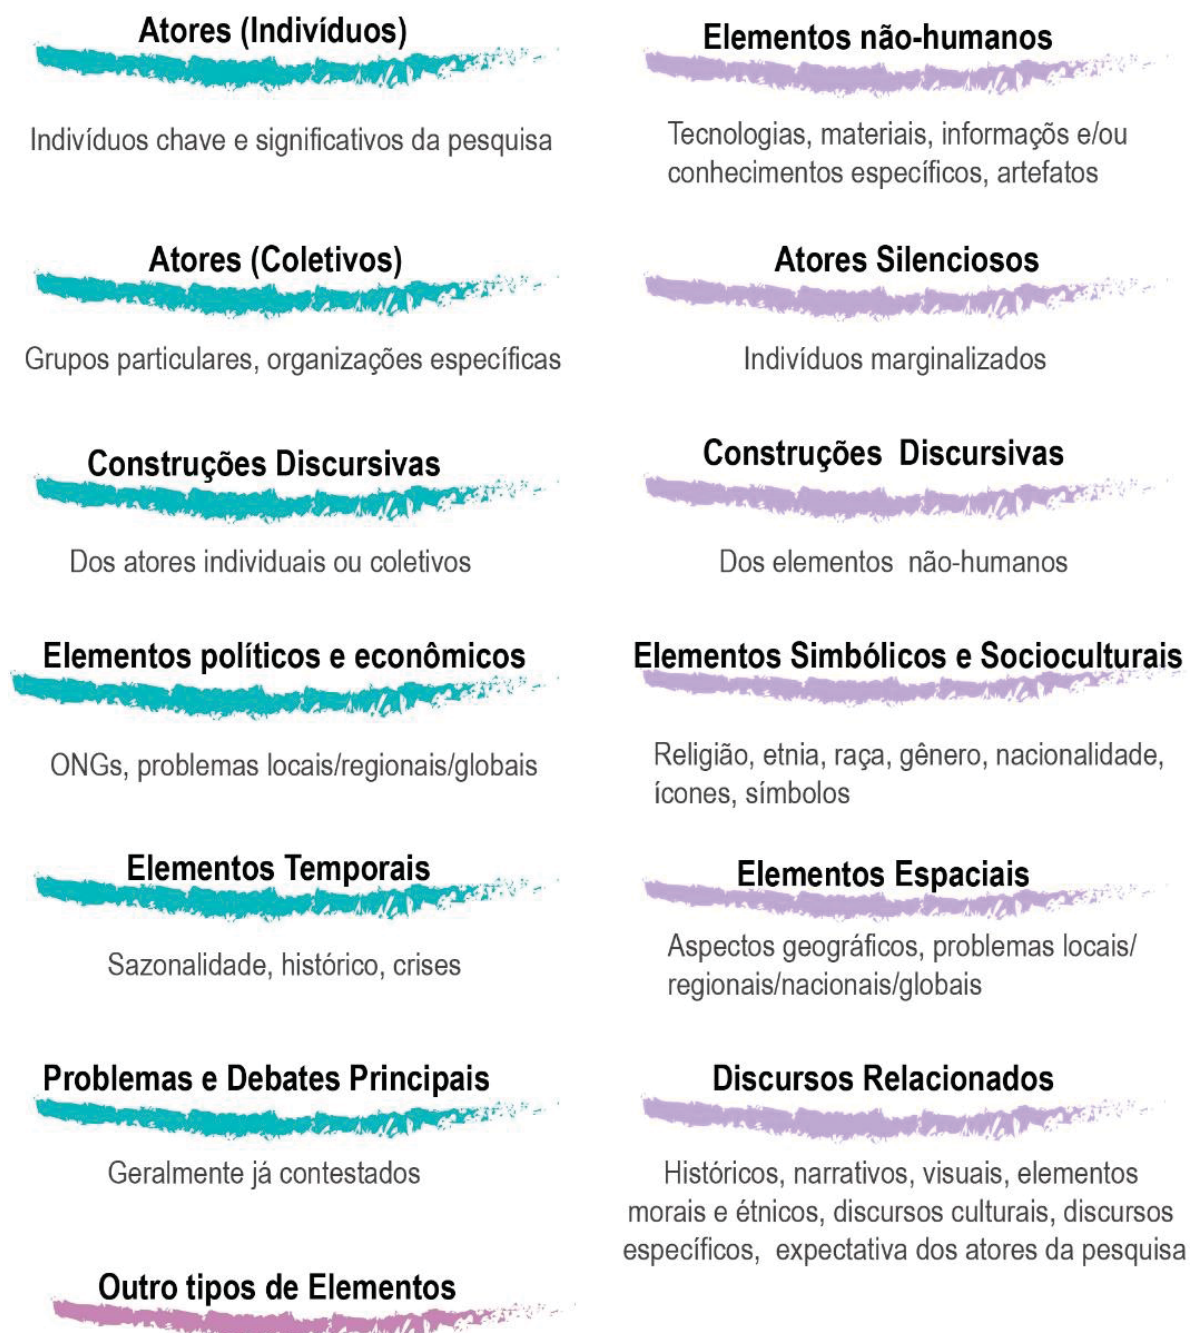 Atores (Indivíduos)
Indivíduos chave e significativos da pesquisa
Elementos não-humanos
Tecnologias, materiais, informaçõs e/ou
conhecimentos específicos, artefatos
Atores (Coletivos)
Grupos particulares, organizações específicas
Atores Silenciosos
Indivíduos marginalizados
Construções Discursivas
Dos atores individuais ou coletivos
Construções Discursivas
Dos elementos não-humanos
Elementos políticos e econômicos
ONGs, problemas locais/regionais/globais
Elementos Simbólicos e Socioculturais
Religião, etnia, raça, gênero, nacionalidade,
ícones, símbolos
Elementos Temporais
Sazonalidade, histórico, crises
Elementos Espaciais
Aspectos geográficos, problemas locais/
regionais/nacionais/globais
Problemas e Debates Principais
Geralmente já contestados
Discursos Relacionados
Históricos, narrativos, visuais, elementos
morais e étnicos, discursos culturais, discursos
específicos, expectativa dos atores da pesquisa
Outro tipos de Elementos